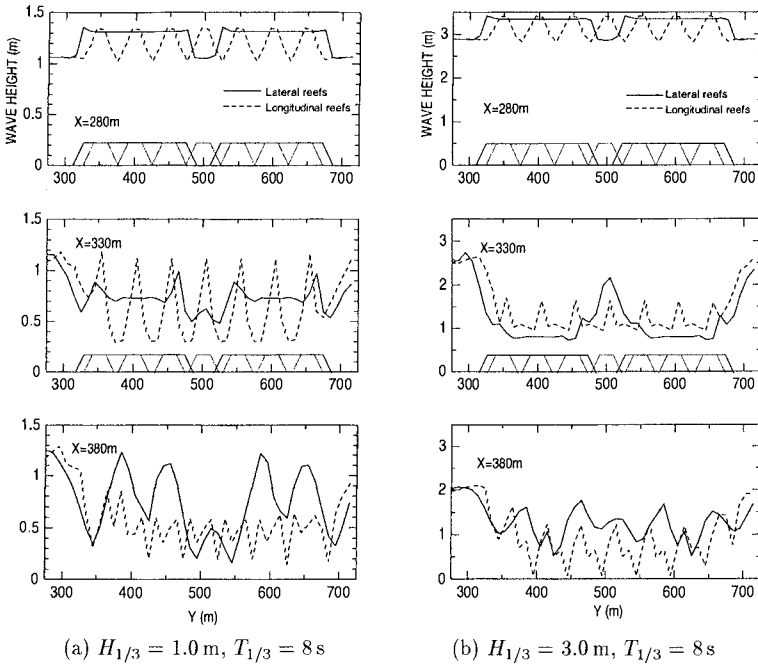 WAVE HEIGHT (m)
1.5
1
0.5
0
Lateral reefs
Longitudinal reefs
X=280m
300 400 500 600 700
WAVE HEIGHT (m)
3
2
1
0
Lateral reefs
Longitudinal reefs
X=280m
300 400 500 600 700
1.5
1
0.5
0
X=330m
300 400 500 600 700
3
2
1
0
X=330m
300 400 500 600 700
1.5
1
0.5
0
X=380m
300 400 500 600 700
Y (m)
3
2
1
0
X=380m
300 400 500 600 700
Y (m)
(a) H1/3 = 1.0 m, T1/3 = 8 s
(b) H1/3 = 3.0 m, T1/3 = 8 s